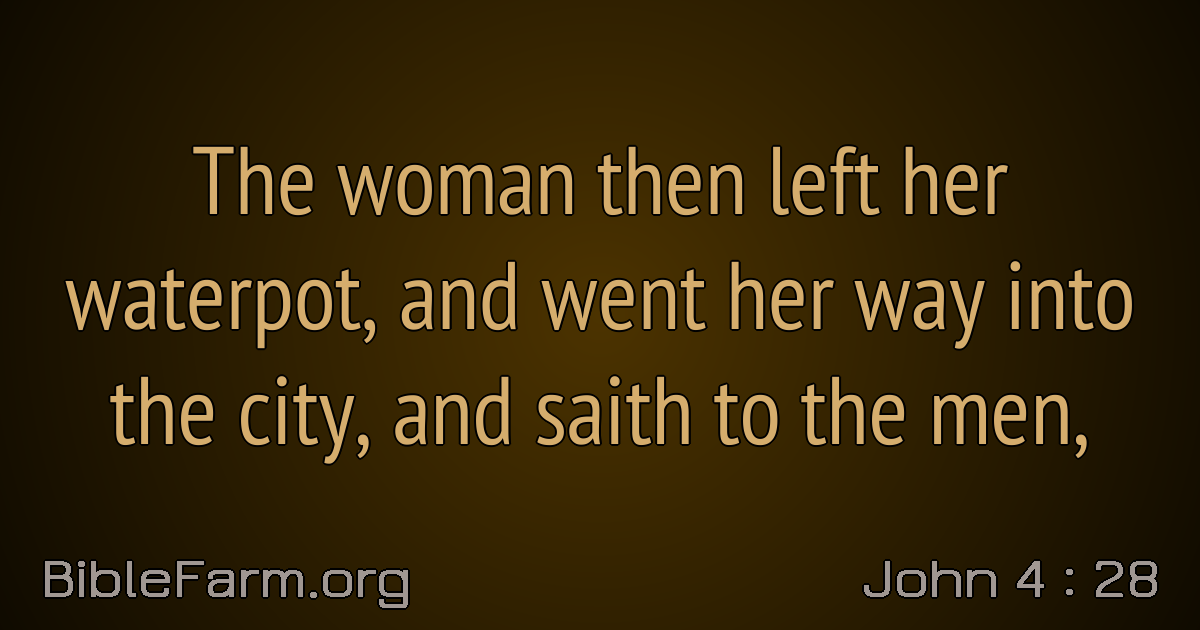 The woman then left her
waterpot, and went her way into
the city, and saith to the men,
BibleFarm.org
John 4 : 28